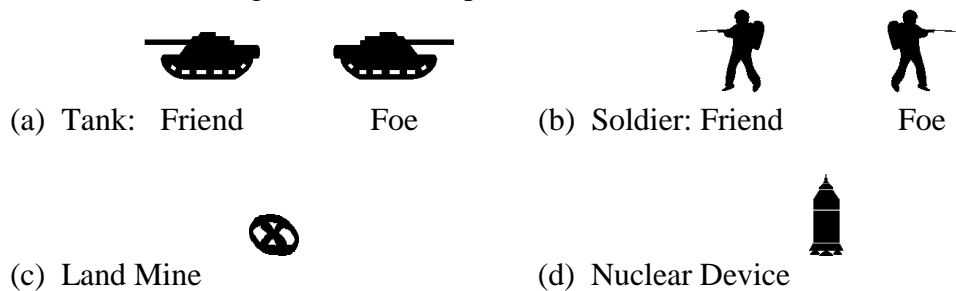 (a) Tank: Friend Foe
(b) Soldier: Friend Foe
(c) Land Mine
(d) Nuclear Device